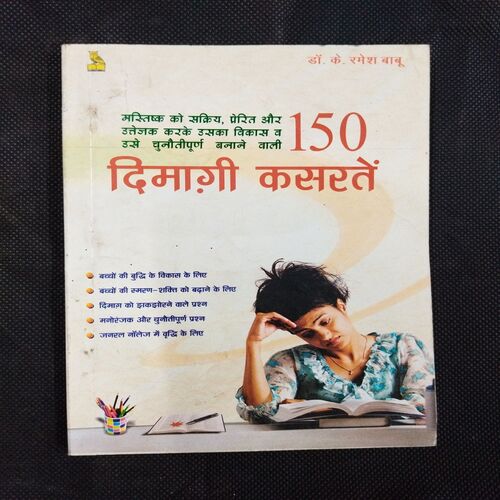 डॉ. के. रमेश बाबू
मस्तिष्क को सक्रिय, प्रेरित और
उत्तेजक करके उसका विकास व
उसे चुनौतीपूर्ण बनाने वाली 150
दिमाग़ी कसरतें
बच्चों की बुद्धि के विकास के लिए
बच्चों की स्मरण-शक्ति को बढ़ाने के लिए
दिमाग़ को झकझोरने वाले प्रश्न
मनोरंजक और चुनौतीपूर्ण प्रश्न
जनरल नॉलेज में वृद्धि के लिए